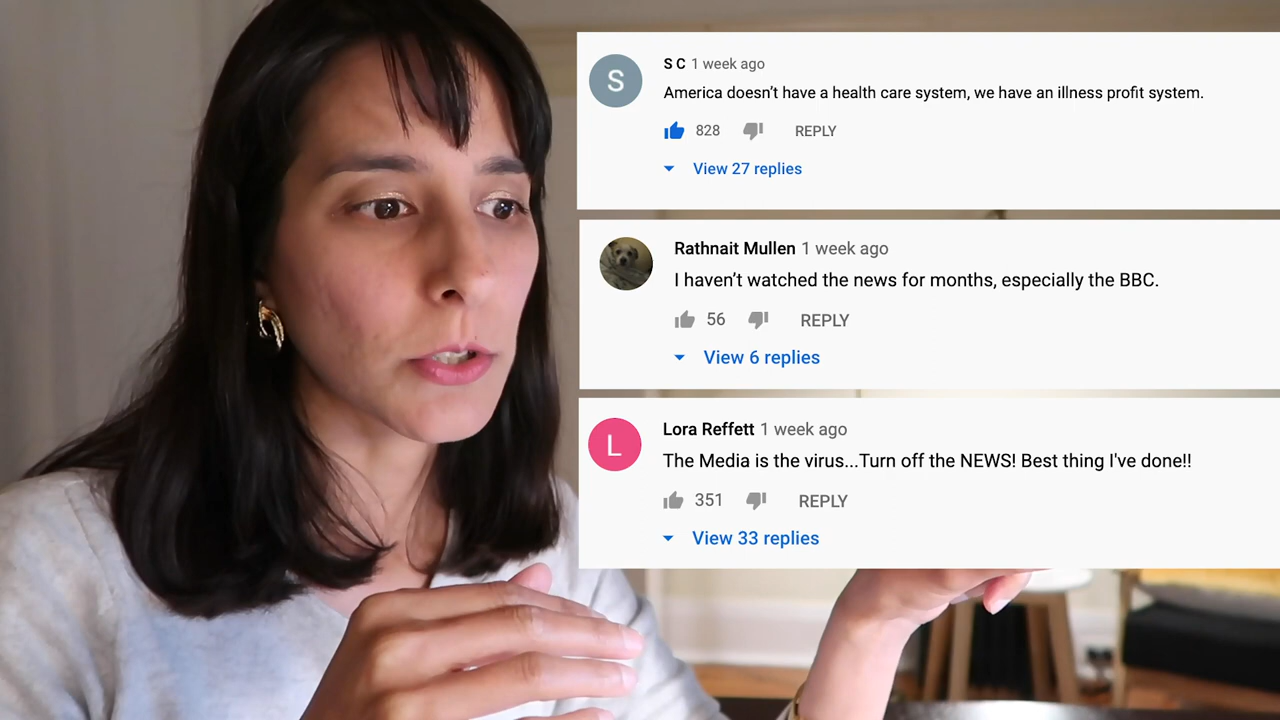 S
S C 1 week ago
America doesn’t have a health care system, we have an illness profit system.
828 REPLY
View 27 replies
Rathnait Mullen 1 week ago
I haven’t watched the news for months, especially the BBC.
56 REPLY
View 6 replies
L
Lora Reffett 1 week ago
The Media is the virus...Turn off the NEWS! Best thing I've done!!
351 REPLY
View 33 replies